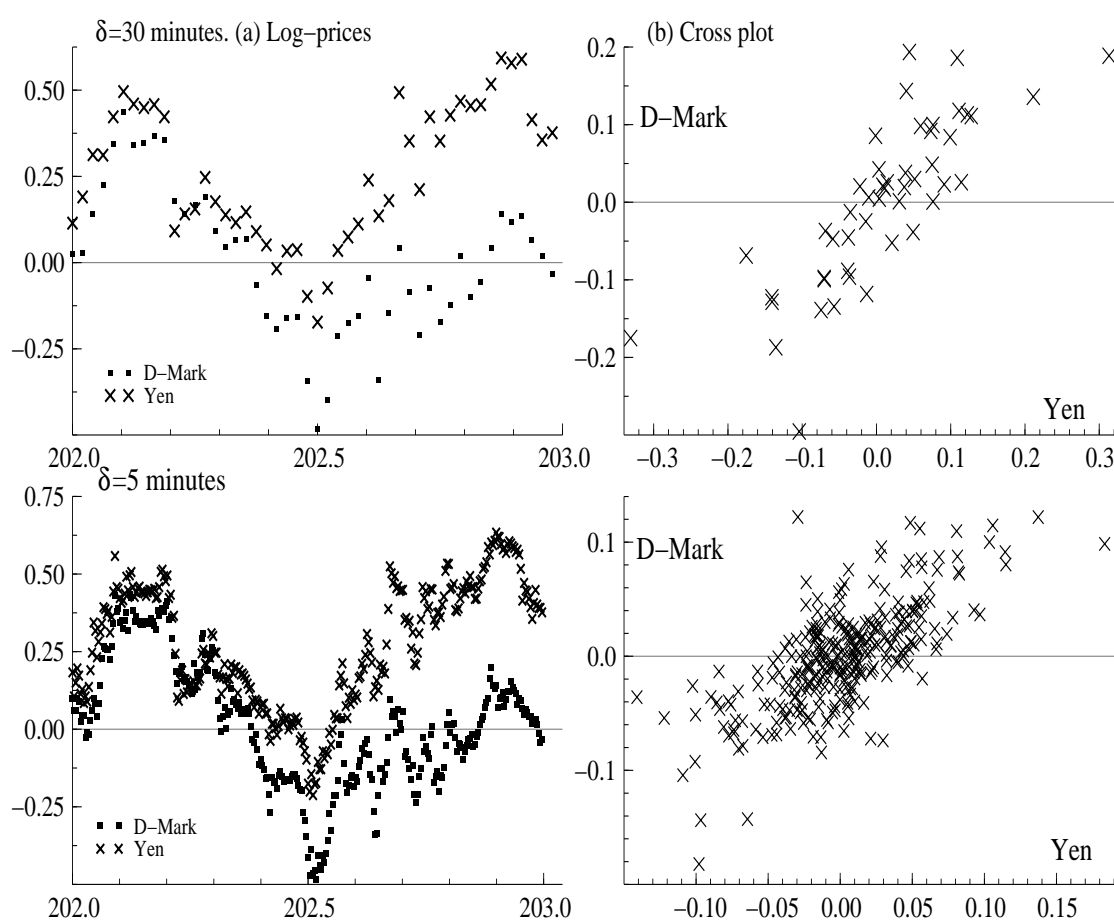 δ=30 minutes. (a) Log−prices
0.50
0.25
0.00
−0.25
D−Mark
Yen
202.0 202.5 203.0
(b) Cross plot
0.2
D−Mark
0.1
0.0
−0.1
−0.2
Yen
−0.3 −0.2 −0.1 0.0 0.1 0.2 0.3
δ=5 minutes
0.75
0.50
0.25
0.00
−0.25
D−Mark
Yen
202.0 202.5 203.0
D−Mark
0.1
0.0
−0.1
Yen
−0.10 −0.05 0.00 0.05 0.10 0.15